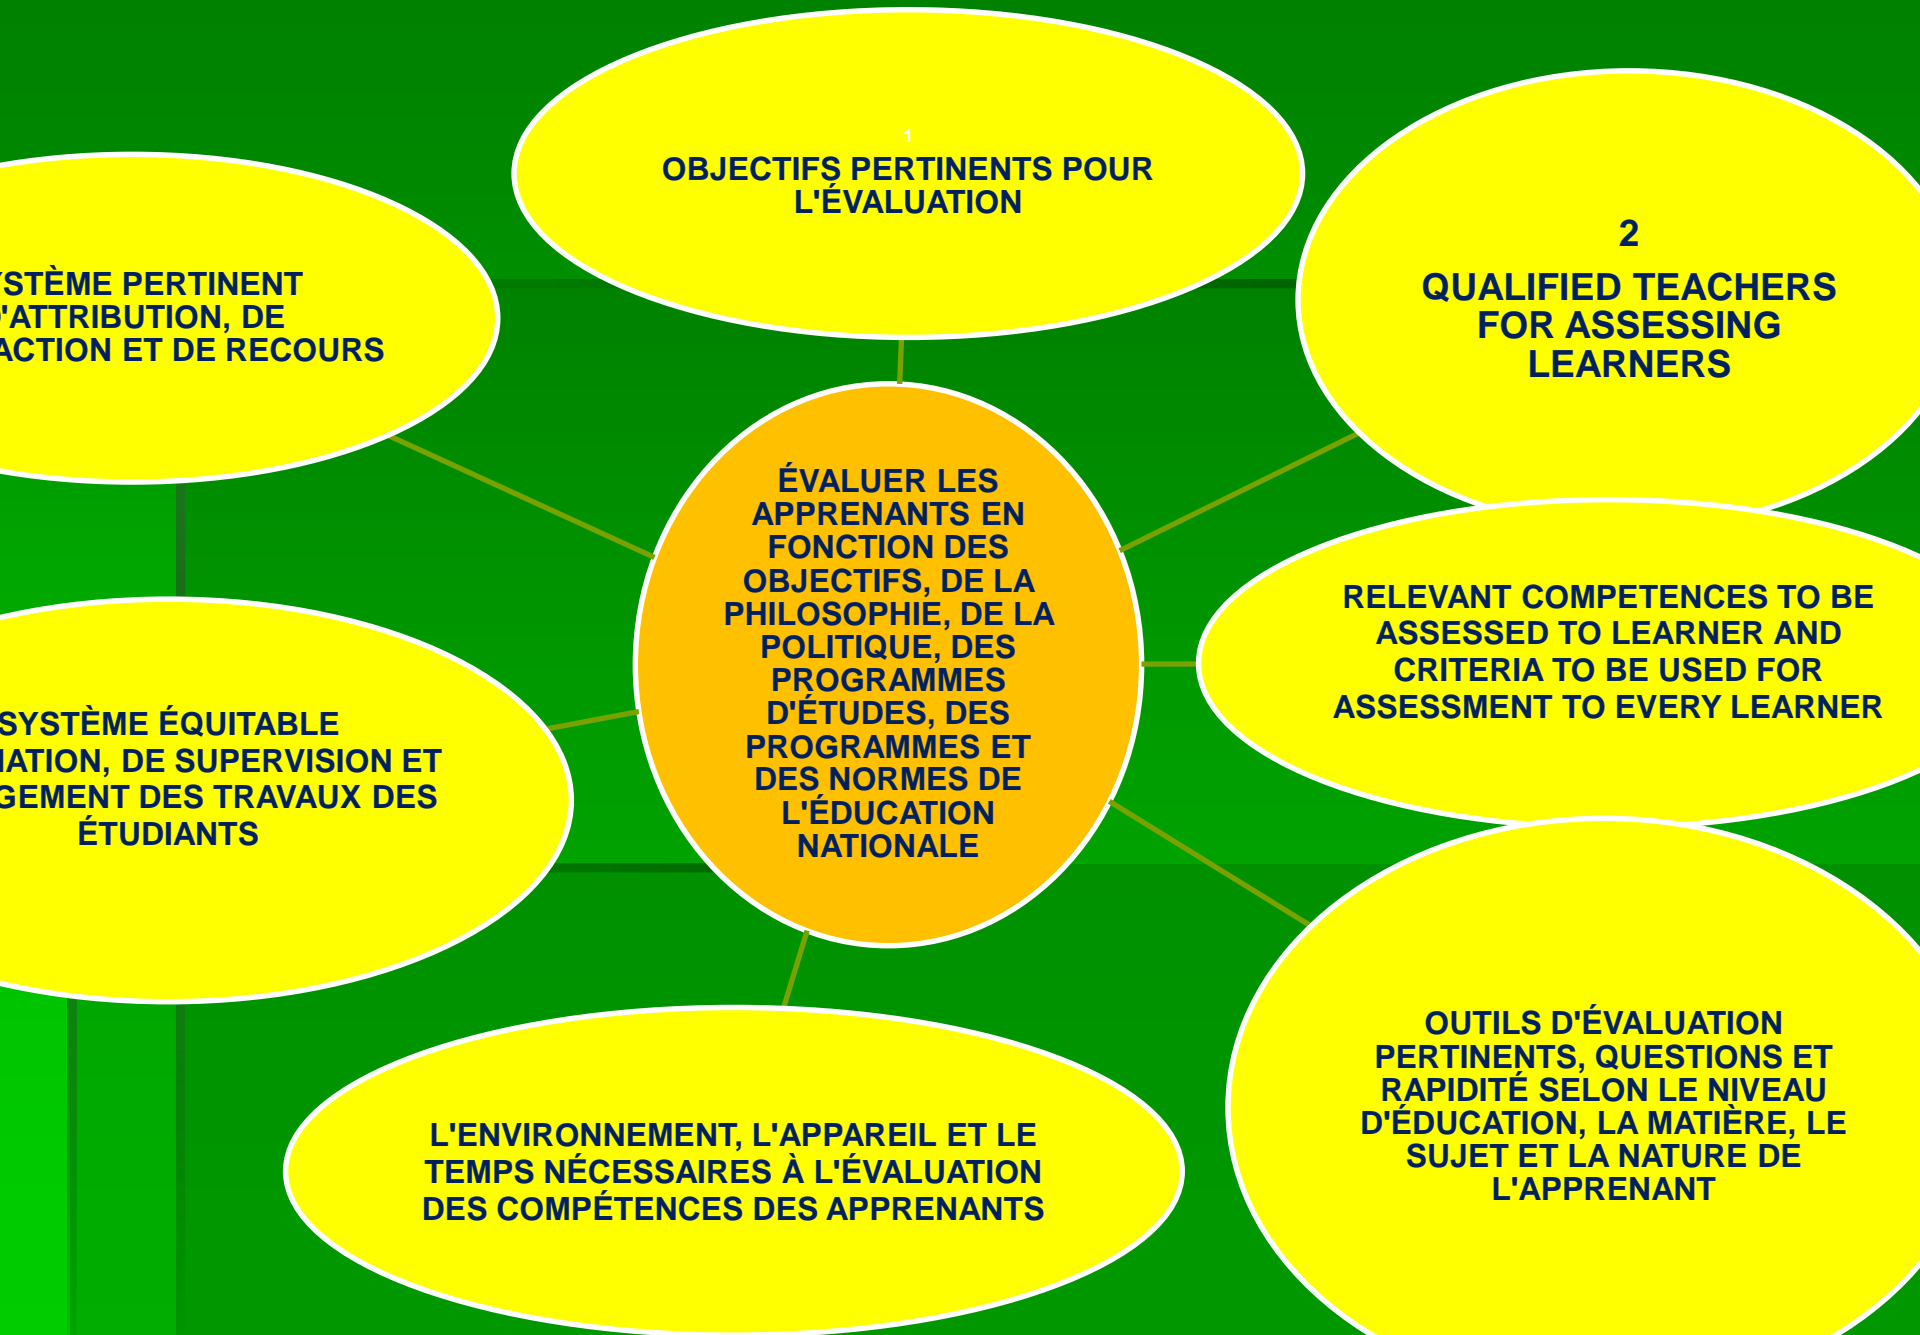 1
OBJECTIFS PERTINENTS POUR
L'ÉVALUATION
2
QUALIFIED TEACHERS
FOR ASSESSING
LEARNERS
RELEVANT COMPETENCES TO BE
ASSESSED TO LEARNER AND
CRITERIA TO BE USED FOR
ASSESSMENT TO EVERY LEARNER
OUTILS D'ÉVALUATION
PERTINENTS, QUESTIONS ET
RAPIDITÉ SELON LE NIVEAU
D'ÉDUCATION, LA MATIÈRE, LE
SUJET ET LA NATURE DE
L'APPRENANT
L'ENVIRONNEMENT, L'APPAREIL ET LE
TEMPS NÉCESSAIRES À L'ÉVALUATION
DES COMPÉTENCES DES APPRENANTS
SYSTÈME ÉQUITABLE
DE SUPERVISION ET
DES TRAVAUX DES
ÉTUDIANTS
PERTINENT
D'ATTRIBUTION, DE
ET DE RECOURS
ÉVALUER LES
APPRENANTS EN
FONCTION DES
OBJECTIFS, DE LA
PHILOSOPHIE, DE LA
POLITIQUE, DES
PROGRAMMES
D'ÉTUDES, DES
PROGRAMMES ET
DES NORMES DE
L'ÉDUCATION
NATIONALE